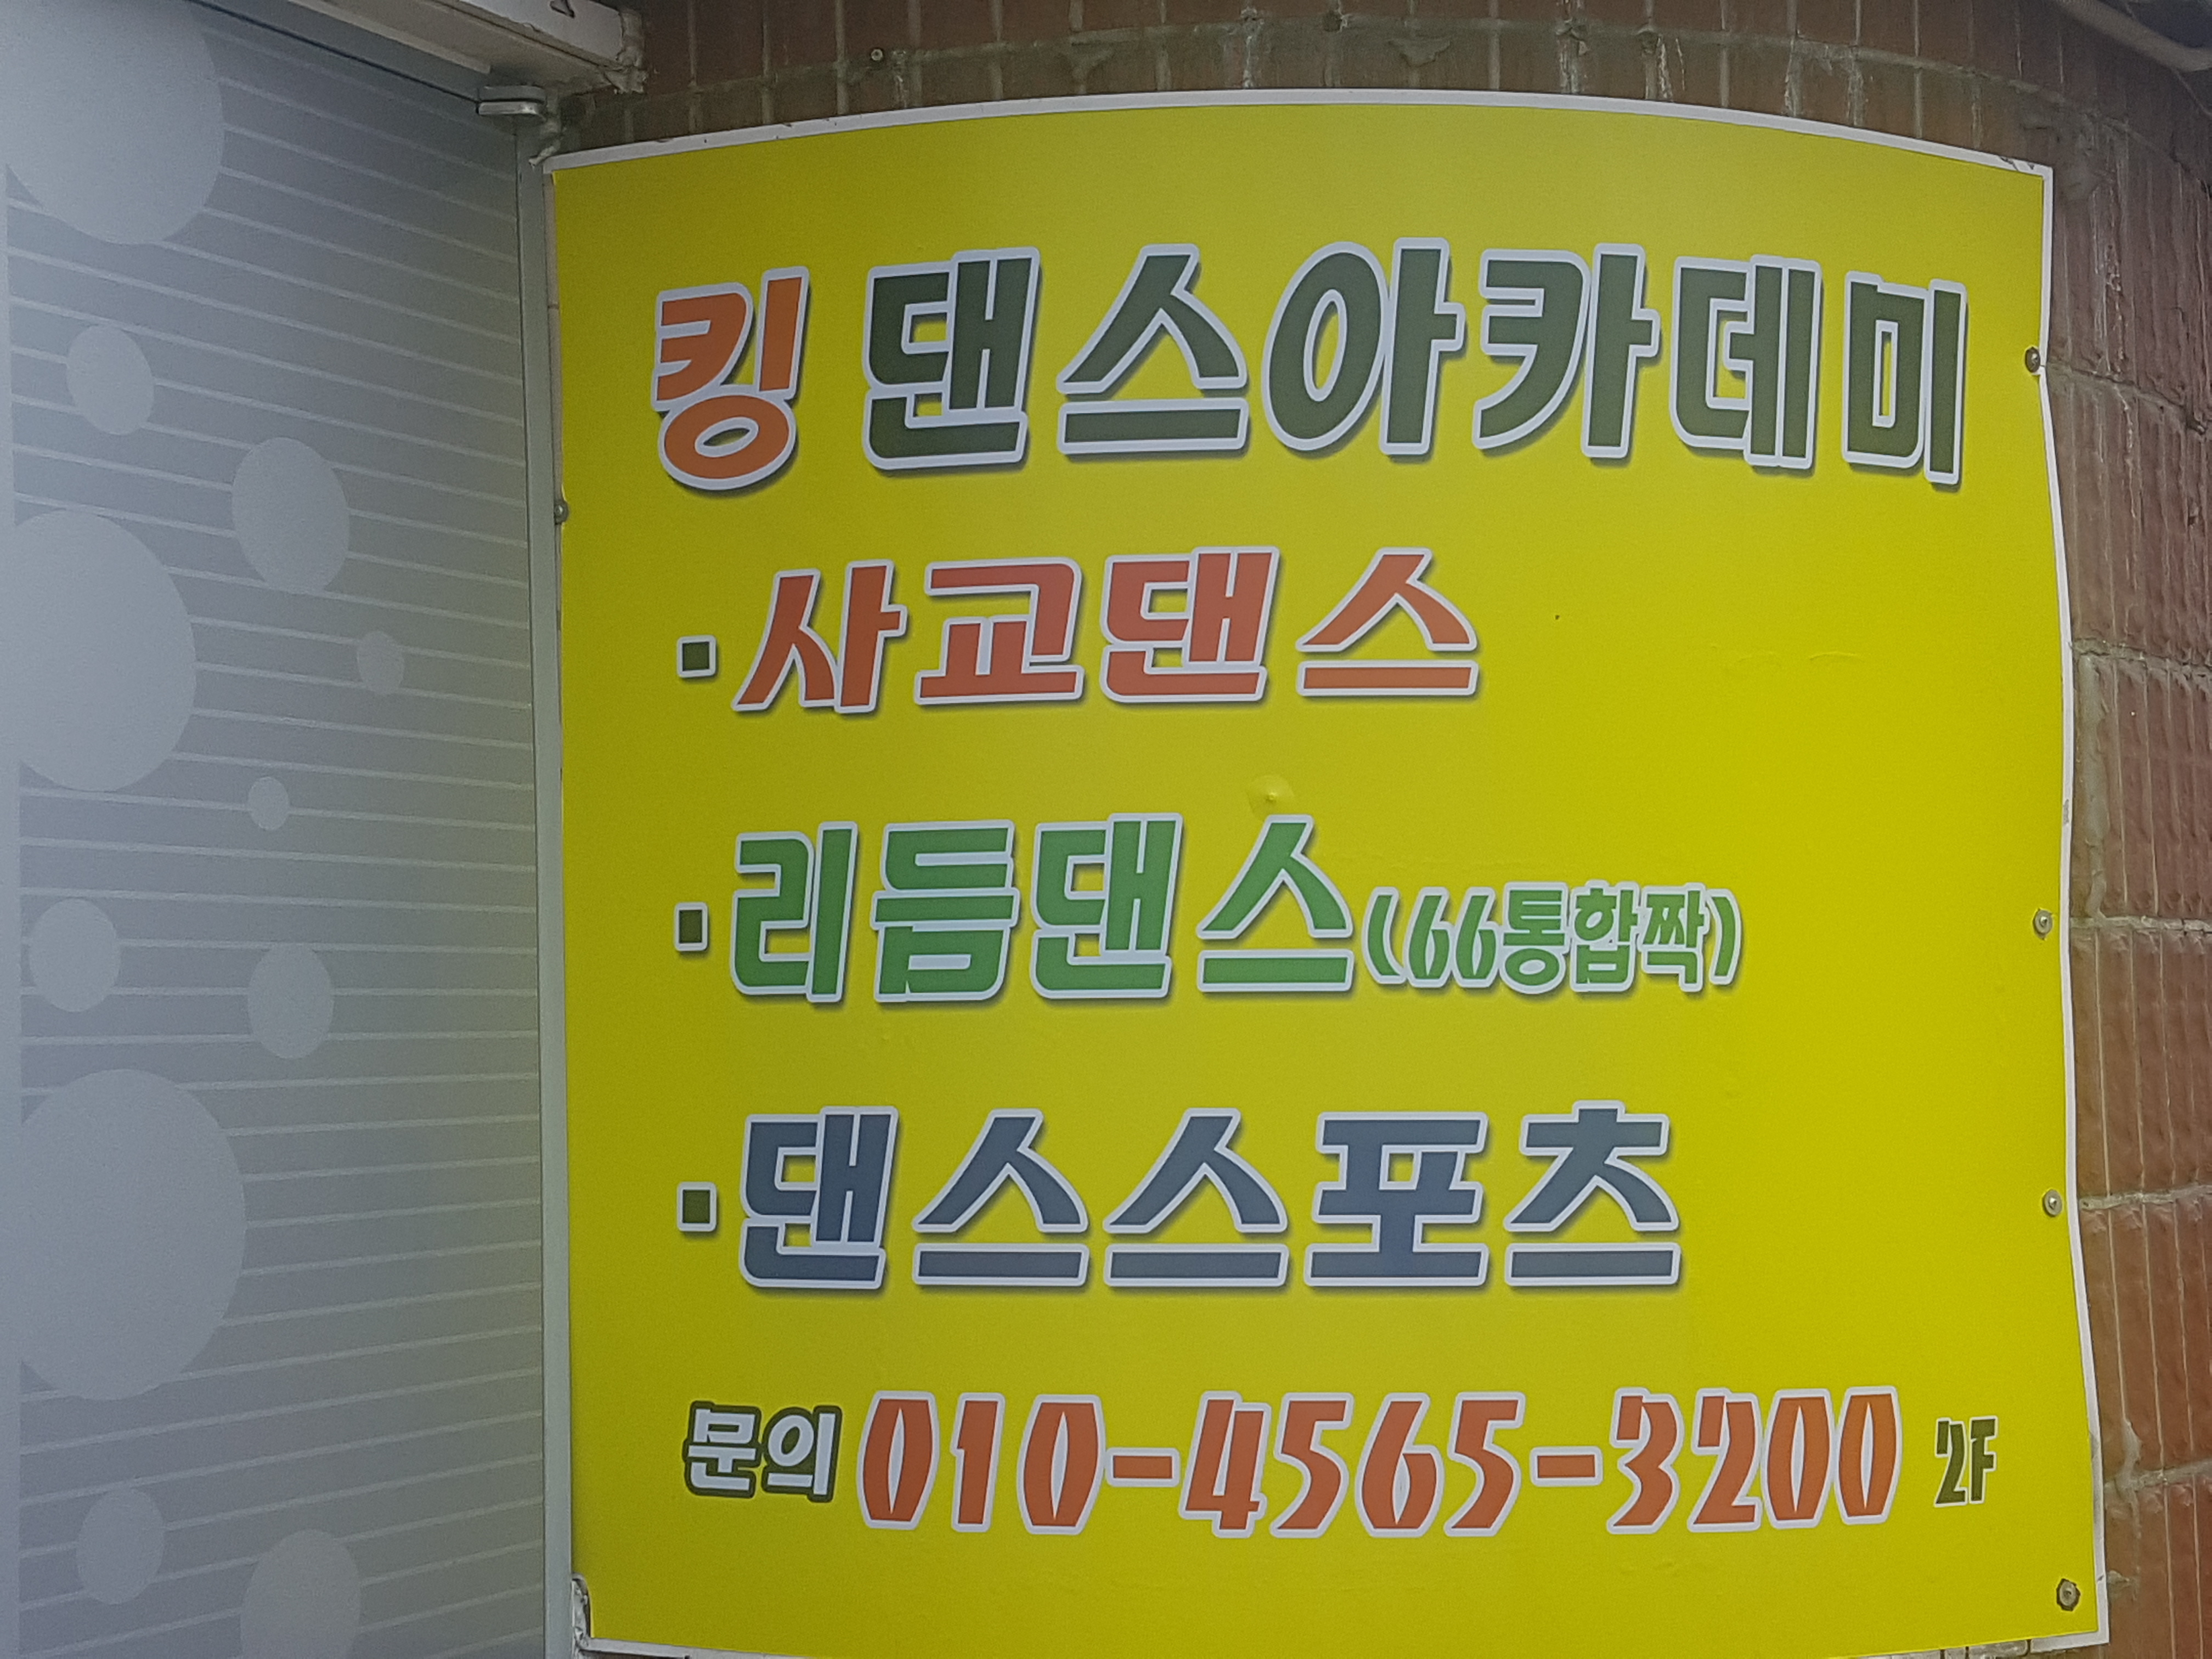 킹 댄스아카데미
·사교댄스
·리듬댄스(66통합짝)
·댄스스포츠
문의 010-4565-3200 2F